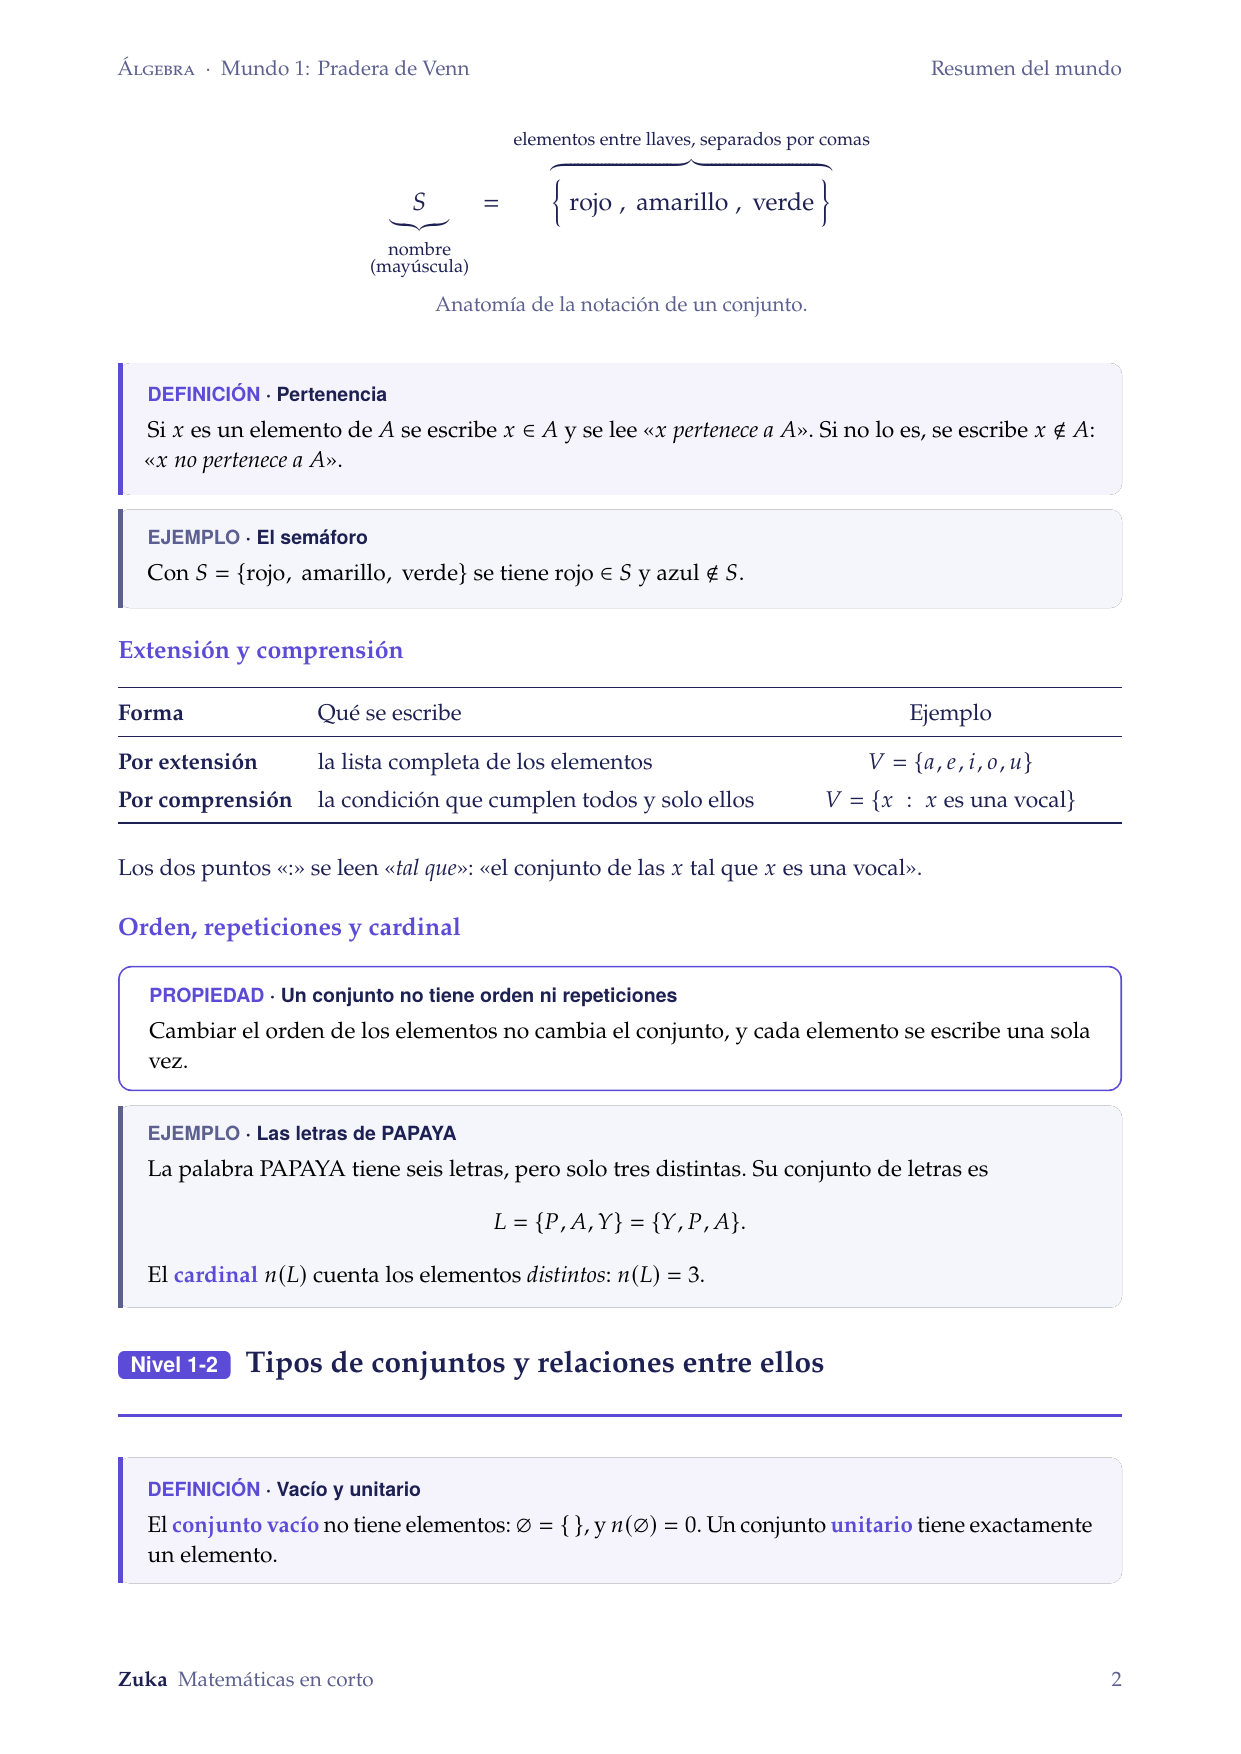 Álgebra · Mundo 1: Pradera de Venn
Resumen del mundo
elementos entre llaves, separados por comas
S = { rojo , amarillo , verde }
nombre
(mayúscula)
Anatomía de la notación de un conjunto.
DEFINICIÓN · Pertenencia
Si x es un elemento de A se escribe x ∈ A y se lee «x pertenece a A». Si no lo es, se escribe x ∉ A:
«x no pertenece a A».
EJEMPLO · El semáforo
Con S = {rojo, amarillo, verde} se tiene rojo ∈ S y azul ∉ S.
Extensión y comprensión
Forma Qué se escribe Ejemplo
Por extensión la lista completa de los elementos V = {a, e, i, o, u}
Por comprensión la condición que cumplen todos y solo ellos V = {x : x es una vocal}
Los dos puntos «:» se leen «tal que»: «el conjunto de las x tal que x es una vocal».
Orden, repeticiones y cardinal
PROPIEDAD · Un conjunto no tiene orden ni repeticiones
Cambiar el orden de los elementos no cambia el conjunto, y cada elemento se escribe una sola
vez.
EJEMPLO · Las letras de PAPAYA
La palabra PAPAYA tiene seis letras, pero solo tres distintas. Su conjunto de letras es
L = {P, A, Y} = {Y, P, A}.
El cardinal n(L) cuenta los elementos distintos: n(L) = 3.
Nivel 1-2 Tipos de conjuntos y relaciones entre ellos
DEFINICIÓN · Vacío y unitario
El conjunto vacío no tiene elementos: ∅ = { }, y n(∅) = 0. Un conjunto unitario tiene exactamente
un elemento.
Zuka Matemáticas en corto
2